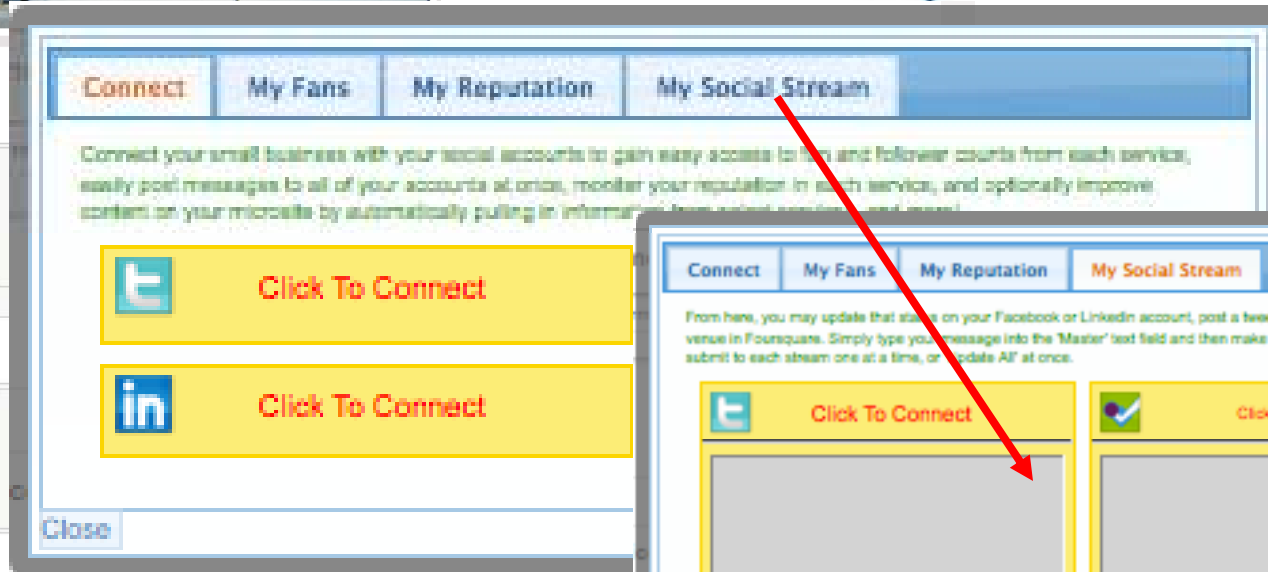 Connect My Fans My Reputation My Social Stream
Connect your small business with your social accounts to gain easy access to fan and follower counts from each service,
easily post messages to all of your accounts at once, monitor your reputation in each service, and optionally improve
content on your microsite by automatically pulling in
Click To Connect
in Click To Connect
Close
Connect My Fans My Reputation My Social Stream
From here, you may update that status on your Facebook or LinkedIn account, post a
venue in Foursquare. Simply type your message into the 'Master' text field and then make
submit to each stream one at a time, or 'Update All' at once.
t Click To Connect